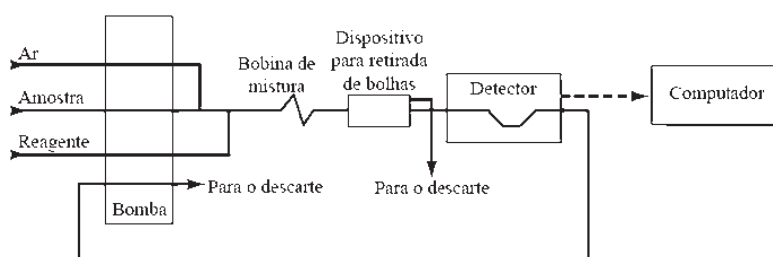 Ar
Amostra
Reagente
Bomba
Para o descarte
Bobina de
mistura
Dispositivo
para retirada
de bolhas
Para o descarte
Detector
Computador